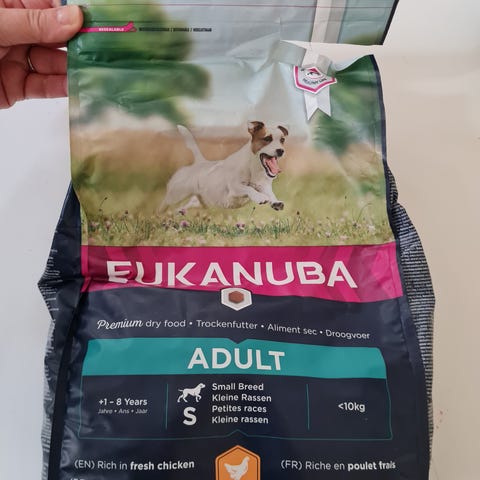 RESEALABLE
EUKANUBA
Premium dry food • Trockenfutter • Aliment sec • Droogvoer
ADULT
+1 - 8 Years
Jahre • Ans • Jaar
S
Small Breed
Kleine Rassen
Petites races
Kleine rassen
<10kg
(EN) Rich in fresh chicken
(FR) Riche en poulet frais